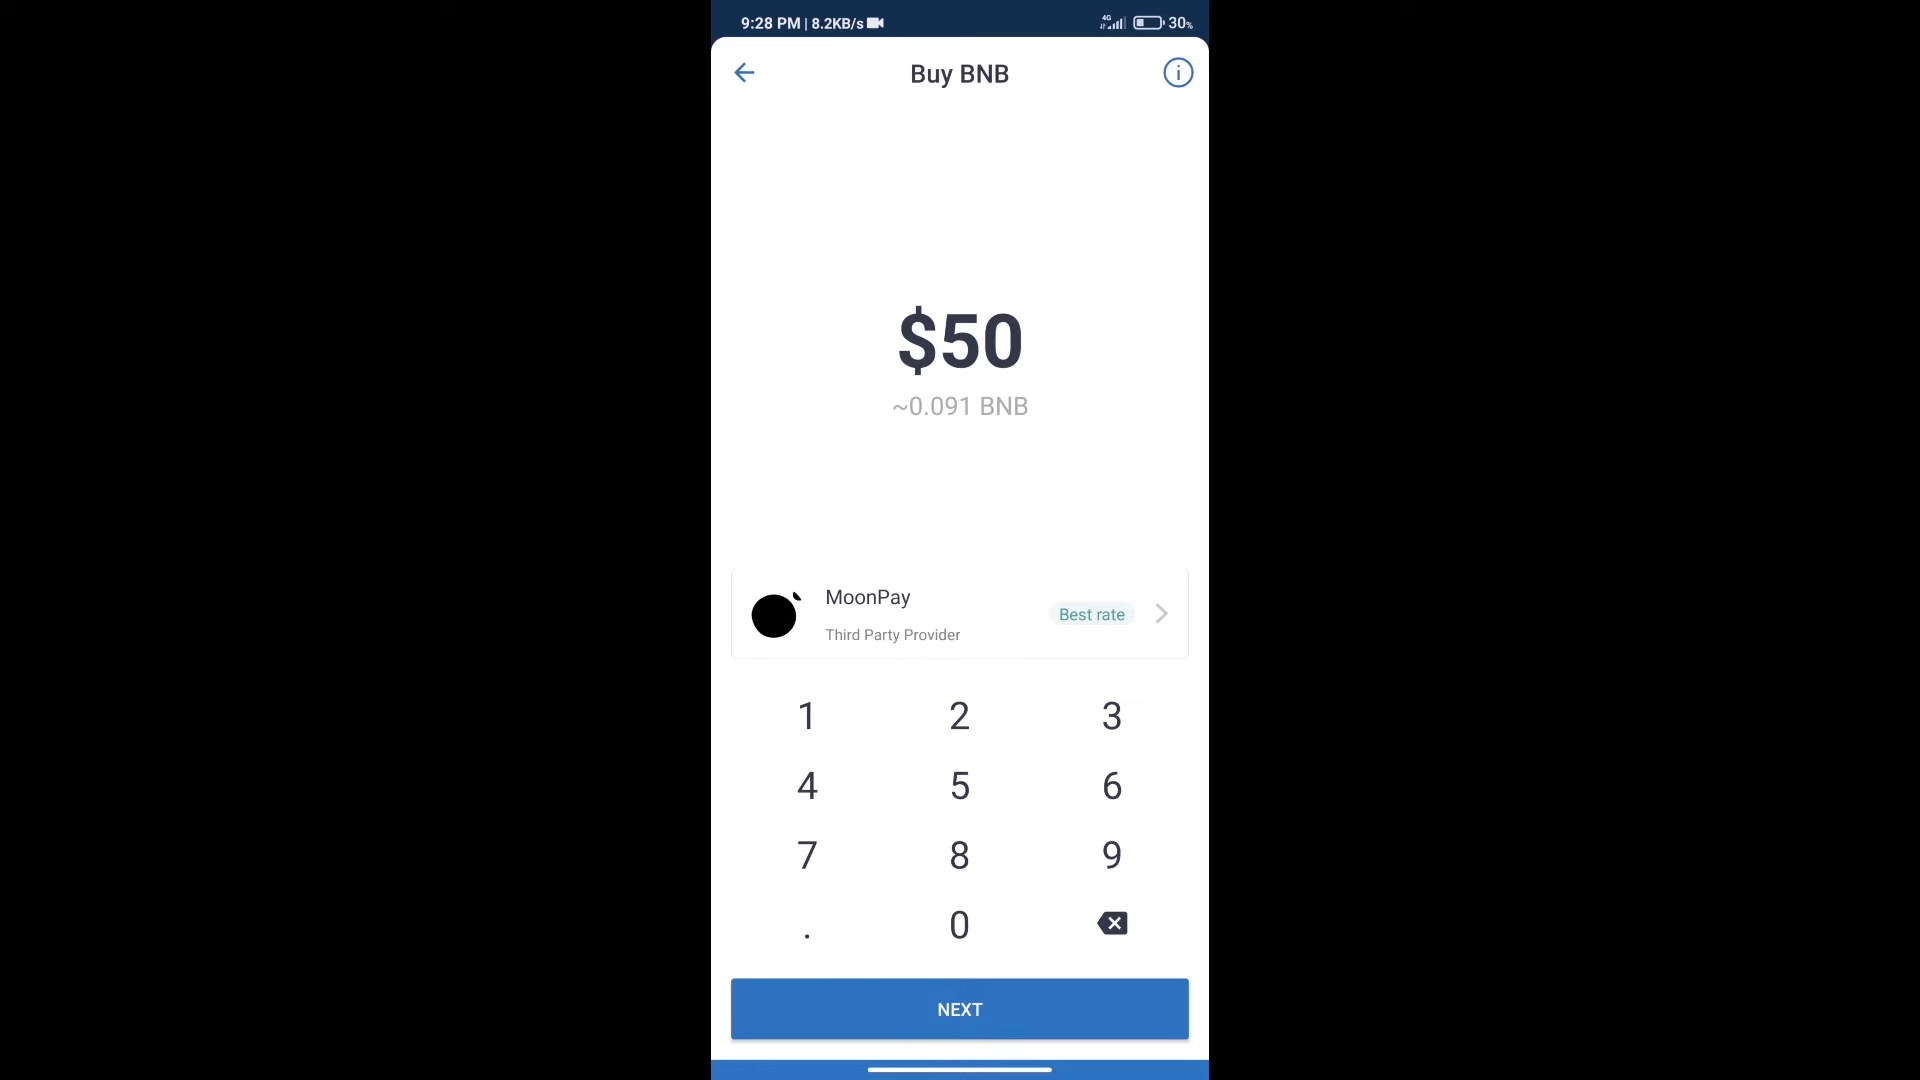 9:28 PM | 8.2KB/s 4G 30%
Buy BNB
$50
~0.091 BNB
MoonPay
Best rate
Third Party Provider
1 2 3
4 5 6
7 8 9
. 0
NEXT